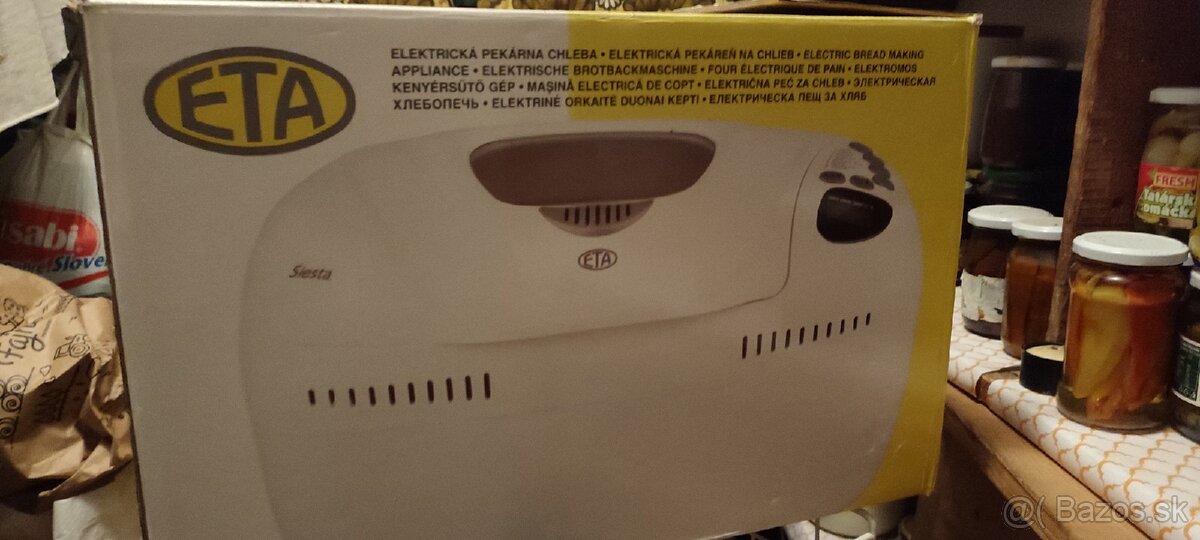 ETA
ELEKTRICKÁ PEKÁRNA CHLEBA • ELEKTRICKÁ PEKÁREŇ NA CHLIEB • ELECTRIC BREAD MAKING
APPLIANCE • ELEKTRISCHE BROTBACKMASCHINE • FOUR ÉLECTRIQUE DE PAIN • ELEKTROMOS
KENYÉRSÜTŐ GÉP • MAŞINĂ ELECTRICĂ DE COPT • ELEKTRIČNA PEČ ZA CHLEB • ЭЛЕКТРИЧЕСКАЯ
ХЛЕБОПЕЧЬ • ELEKTRINĖ ORKAITĖ DUONAI KEPTI • ЕЛЕКТРИЧЕСКА ПЕЩ ЗА ХЛЯБ
ETA
Siesta
FRESH
Tatársk
omáčk
@( Bazos.sk